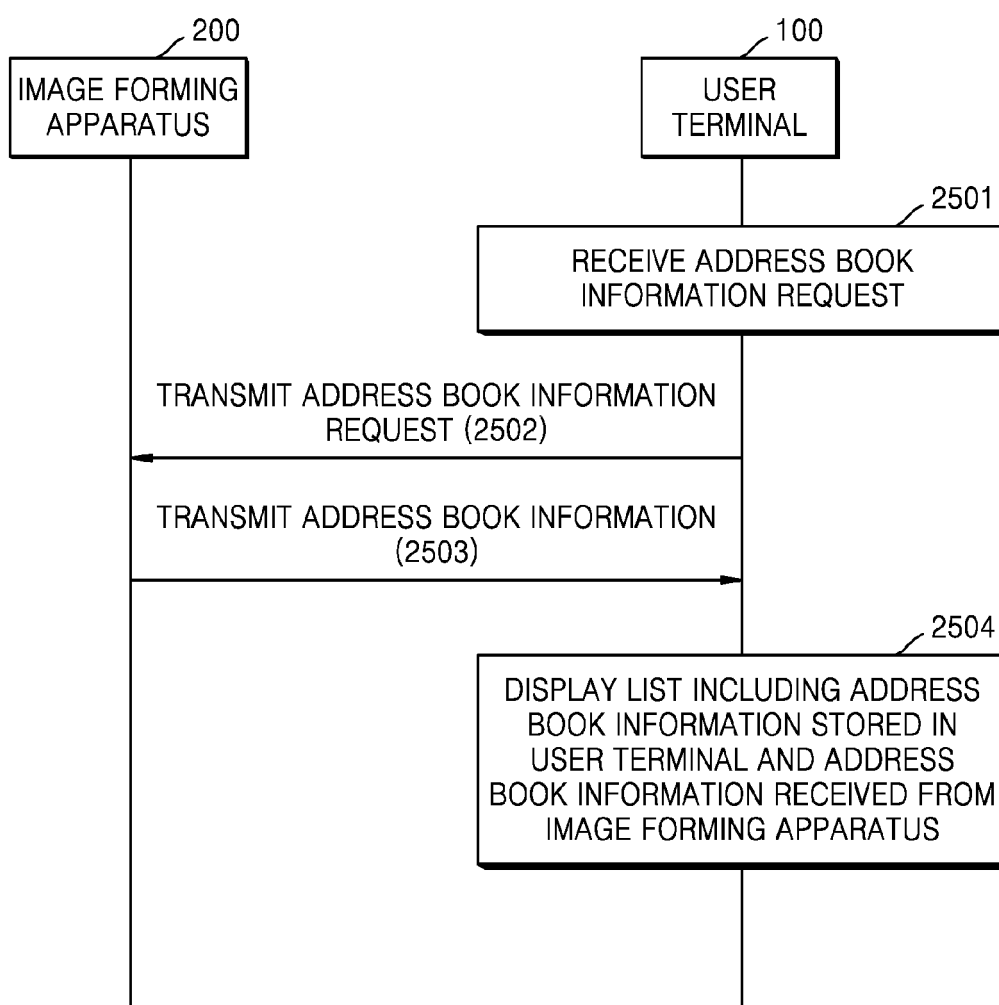 200
100
IMAGE FORMING
APPARATUS
USER
TERMINAL
2501
RECEIVE ADDRESS BOOK
INFORMATION REQUEST
TRANSMIT ADDRESS BOOK INFORMATION
REQUEST (2502)
TRANSMIT ADDRESS BOOK INFORMATION
(2503)
2504
DISPLAY LIST INCLUDING ADDRESS
BOOK INFORMATION STORED IN
USER TERMINAL AND ADDRESS
BOOK INFORMATION RECEIVED FROM
IMAGE FORMING APPARATUS